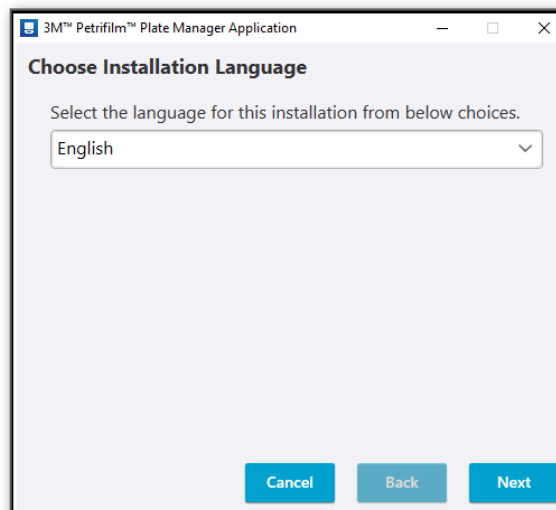 3M™ Petrifilm™ Plate Manager Application
Choose Installation Language
Select the language for this installation from below choices.
English
Cancel Back Next